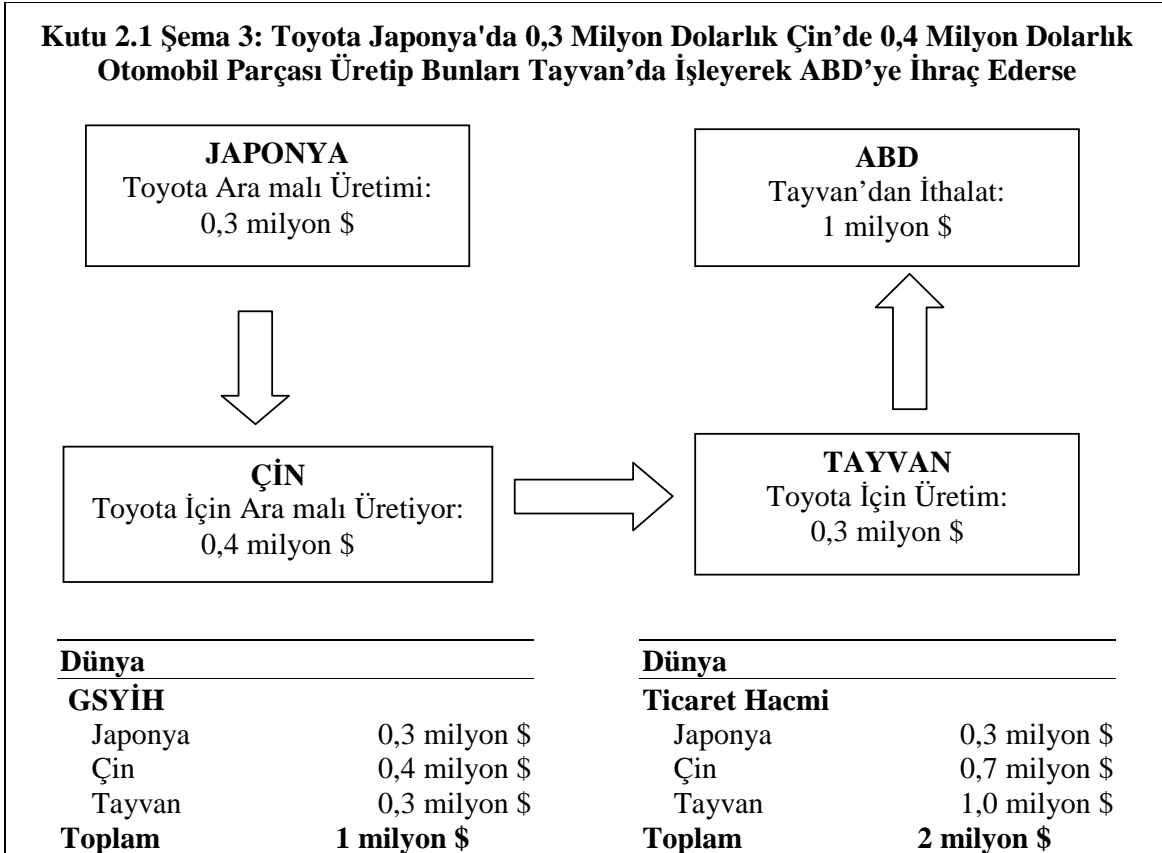 Kutu 2.1 Şema 3: Toyota Japonya'da 0,3 Milyon Dolarlık Çin’de 0,4 Milyon Dolarlık
Otomobil Parçası Üretip Bunları Tayvan’da İşleyerek ABD’ye İhraç Ederse
JAPONYA
Toyota Ara malı Üretimi:
0,3 milyon $
ABD
Tayvan’dan İthalat:
1 milyon $
ÇİN
Toyota İçin Ara malı Üretiyor:
0,4 milyon $
TAYVAN
Toyota İçin Üretim:
0,3 milyon $
Dünya
GSYİH
Japonya 0,3 milyon $
Çin 0,4 milyon $
Tayvan 0,3 milyon $
Toplam 1 milyon $
Dünya
Ticaret Hacmi
Japonya 0,3 milyon $
Çin 0,7 milyon $
Tayvan 1,0 milyon $
Toplam 2 milyon $